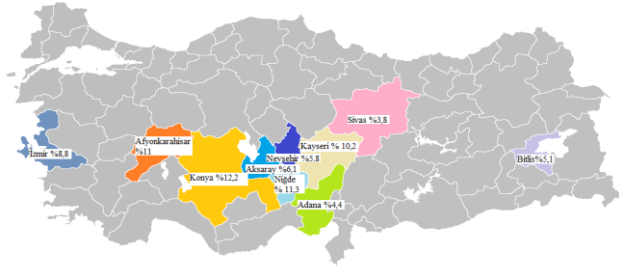 Sivas %3,8
Afyonkarahisar
%11
Kayseri % 10,2
İzmir %8,8
Nevşehir %5.8
Bitlis%5,1
Aksaray %6,1
Konya %12,2
Niğde
% 11,3
Adana %4,4